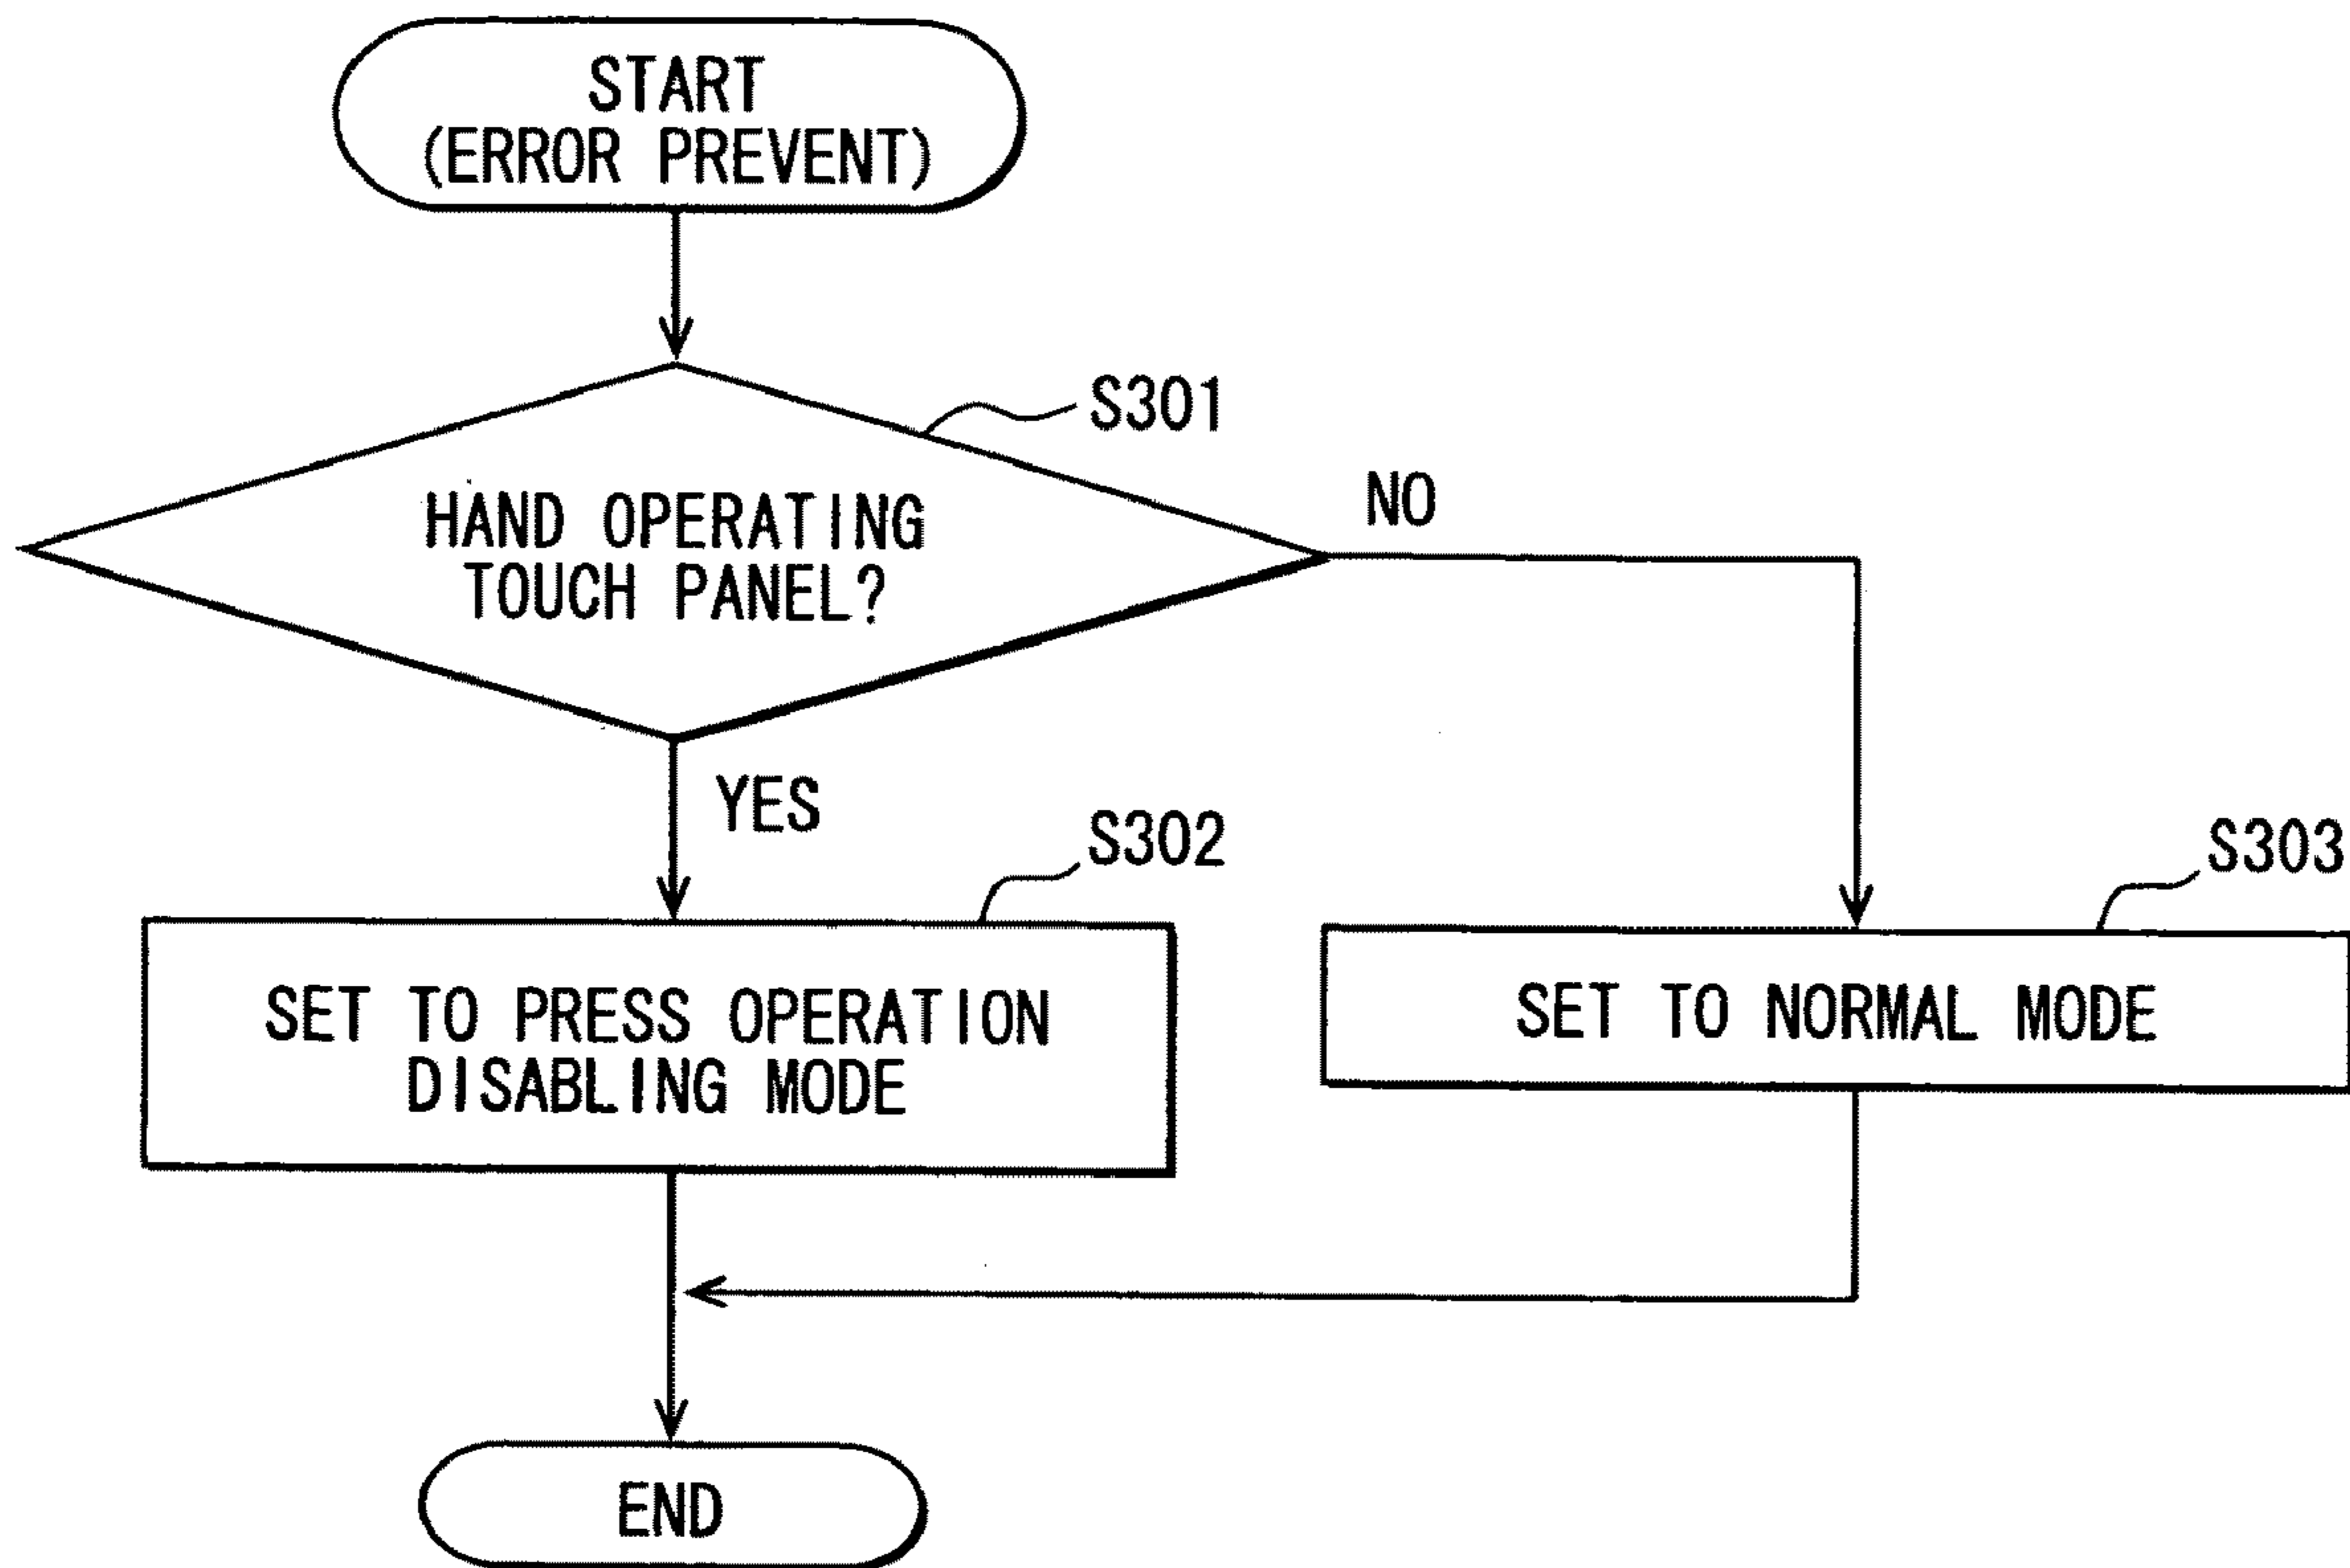 START
(ERROR PREVENT)
S301
HAND OPERATING
TOUCH PANEL?
NO
YES
S302
S303
SET TO PRESS OPERATION
DISABLING MODE
SET TO NORMAL MODE
END